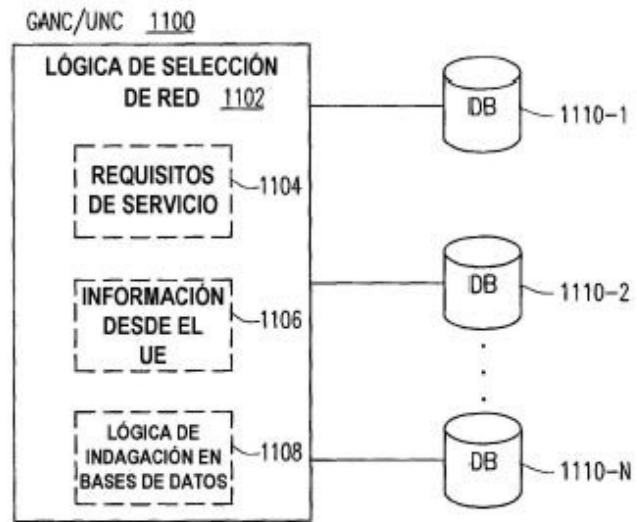 GANC/UNC 1100
LÓGICA DE SELECCIÓN
DE RED 1102
REQUISITOS
DE SERVICIO
1104
INFORMACIÓN
DESDE EL
UE
1106
LÓGICA DE
INDAGACIÓN EN
BASES DE DATOS
1108
DB
1110-1
DB
1110-2
DB
1110-N